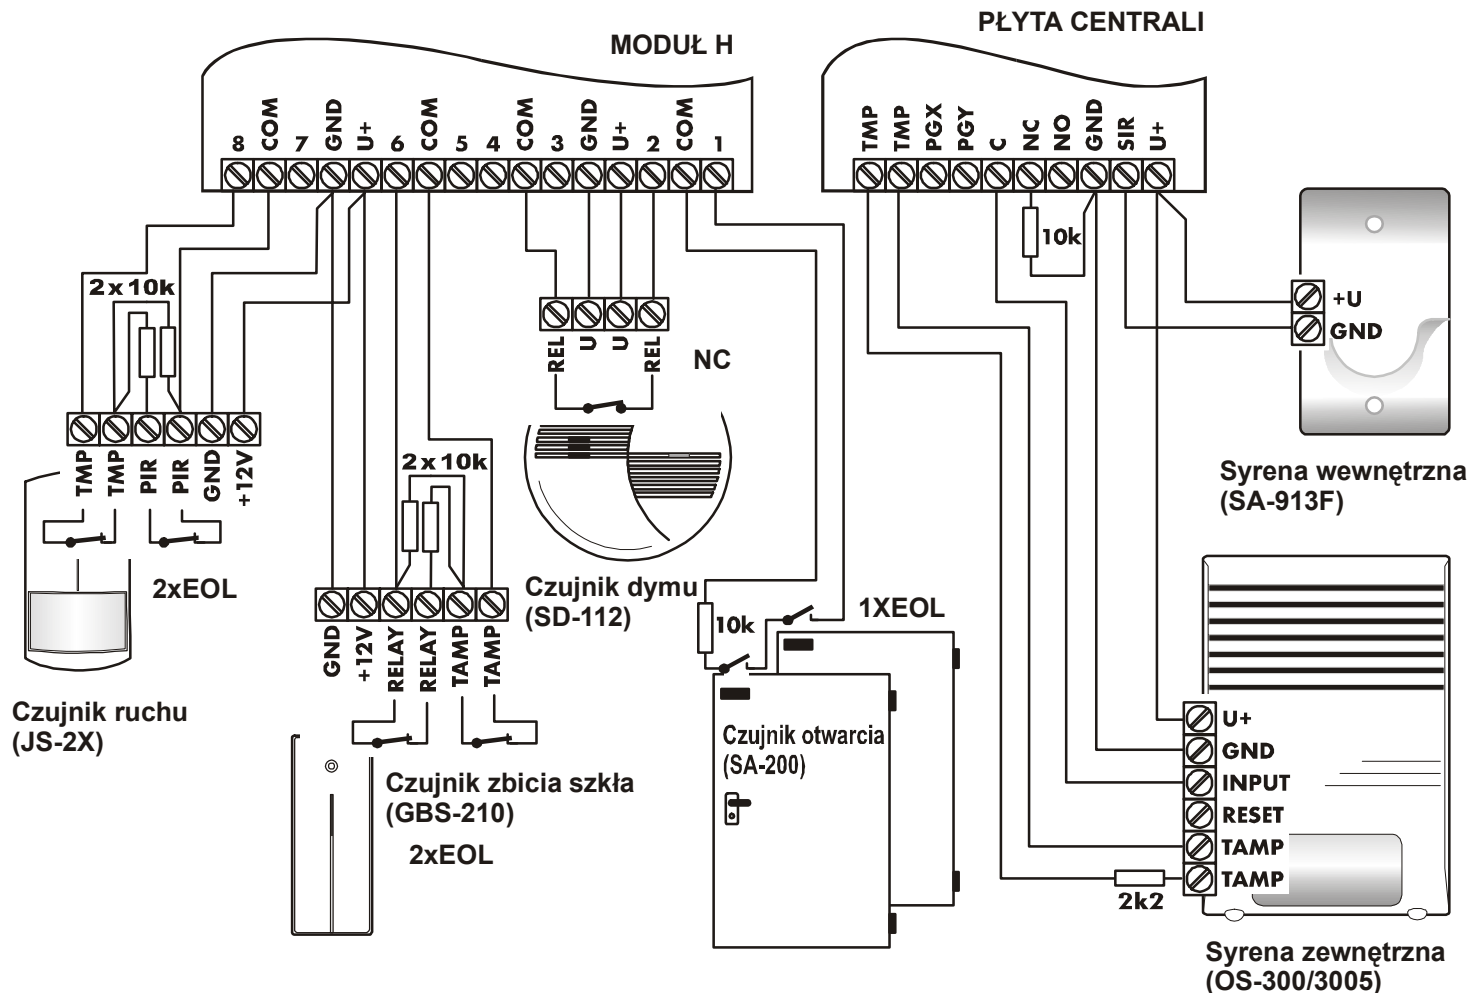 PŁYTA CENTRALI
MODUŁ H
8 COM 7 GND U+ 6 COM 5 4 COM 3 GND U+ 2 COM 1
TMP TMP PGX PGY C NC NO GND SIR U+
10k
2 x 10k
+U
GND
REL U U REL
NC
TMP TMP PIR PIR GND +12V
2 x 10k
Syrena wewnętrzna
(SA-913F)
2xEOL
Czujnik dymu
(SD-112)
1XEOL
10k
GND +12V RELAY RELAY TAMP TAMP
Czujnik ruchu
(JS-2X)
Czujnik otwarcia
(SA-200)
Czujnik zbicia szkła
(GBS-210)
2xEOL
U+
GND
INPUT
RESET
TAMP
TAMP
2k2
Syrena zewnętrzna
(OS-300/3005)